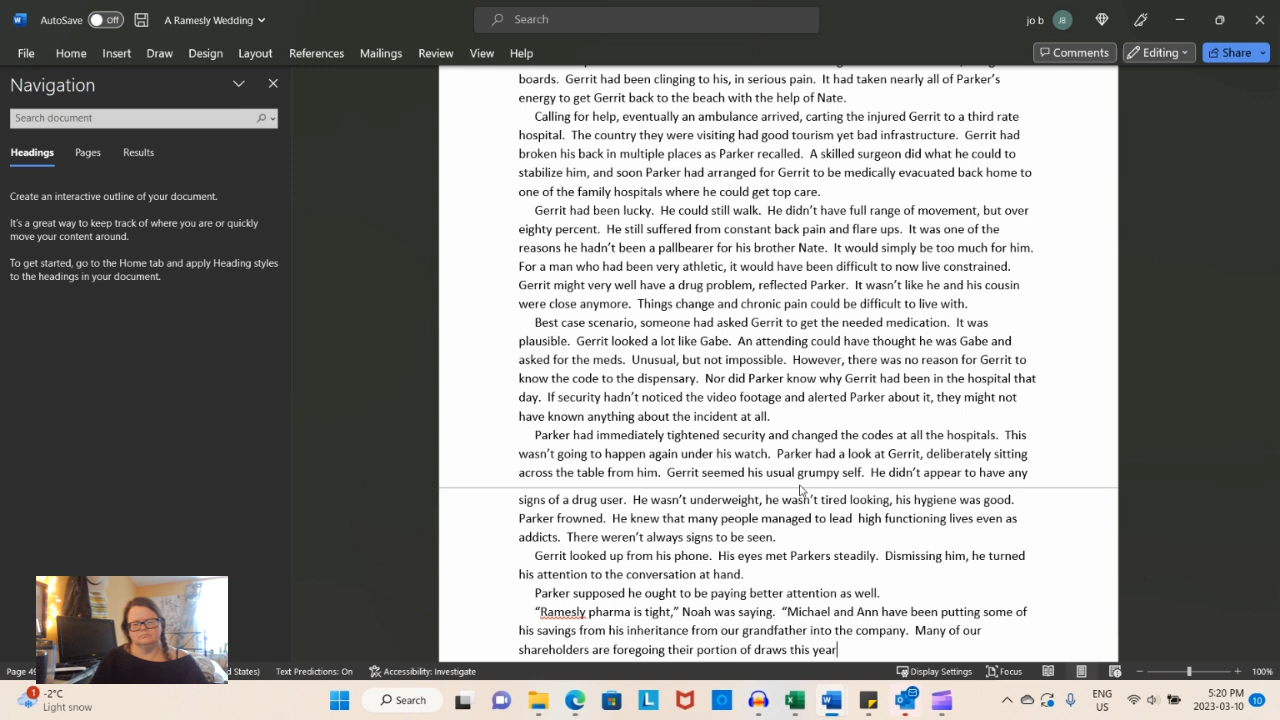 AutoSave Off A Ramesly Wedding Search jo b JB
File Home Insert Draw Design Layout References Mailings Review View Help Comments Editing Share
Navigation
Search document
Headings Pages Results
Create an interactive outline of your document.
It's a great way to keep track of where you are or quickly
move your content around.
To get started, go to the Home tab and apply Heading styles
to the headings in your document.
boards.  Gerrit had been clinging to his, in serious pain.  It had taken nearly all of Parker's
energy to get Gerrit back to the beach with the help of Nate.
Calling for help, eventually an ambulance arrived, carting the injured Gerrit to a third rate
hospital.  The country they were visiting had good tourism yet bad infrastructure.  Gerrit had
broken his back in multiple places as Parker recalled.  A skilled surgeon did what he could to
stabilize him, and soon Parker had arranged for Gerrit to be medically evacuated back home to
one of the family hospitals where he could get top care.
Gerrit had been lucky.  He could still walk.  He didn't have full range of movement, but over
eighty percent.  He still suffered from constant back pain and flare ups.  It was one of the
reasons he hadn't been a pallbearer for his brother Nate.  It would simply be too much for him.
For a man who had been very athletic, it would have been difficult to now live constrained.
Gerrit might very well have a drug problem, reflected Parker.  It wasn't like he and his cousin
were close anymore.  Things change and chronic pain could be difficult to live with.
Best case scenario, someone had asked Gerrit to get the needed medication.  It was
plausible.  Gerrit looked a lot like Gabe.  An attending could have thought he was Gabe and
asked for the meds.  Unusual, but not impossible.  However, there was no reason for Gerrit to
know the code to the dispensary.  Nor did Parker know why Gerrit had been in the hospital that
day.  If security hadn't noticed the video footage and alerted Parker about it, they might not
have known anything about the incident at all.
Parker had immediately tightened security and changed the codes at all the hospitals.  This
wasn't going to happen again under his watch.  Parker had a look at Gerrit, deliberately sitting
across the table from him.  Gerrit seemed his usual grumpy self.  He didn't appear to have any
signs of a drug user.  He wasn't underweight, he wasn't tired looking, his hygiene was good.
Parker frowned.  He knew that many people managed to lead  high functioning lives even as
addicts.  There weren't always signs to be seen.
Gerrit looked up from his phone.  His eyes met Parkers steadily.  Dismissing him, he turned
his attention to the conversation at hand.
Parker supposed he ought to be paying better attention as well.
“Ramesly pharma is tight,” Noah was saying.  “Michael and Ann have been putting some of
his savings from his inheritance from our grandfather into the company.  Many of our
shareholders are foregoing their portion of draws this year
Page 49 States) Text Predictions: On Accessibility: Investigate Display Settings Focus 100%
1 -2°C Light snow Search ENG US 5:20 PM 2023-03-10 10